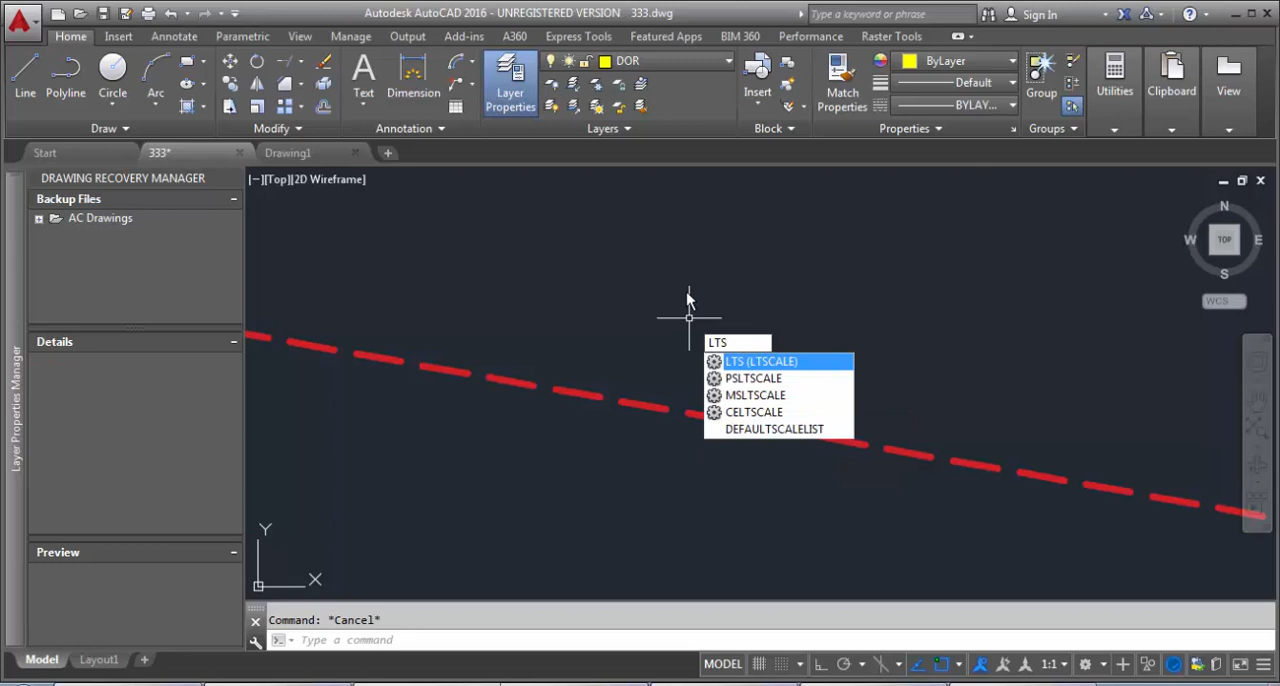 Autodesk AutoCAD 2016 - UNREGISTERED VERSION 333.dwg
Type a keyword or phrase
Sign In
Home Insert Annotate Parametric View Manage Output Add-ins A360 Express Tools Featured Apps BIM 360 Performance Raster Tools
DOR
ByLayer
Default
BYLAY...
Line Polyline Circle Arc Text Dimension Layer Properties Insert Match Properties Group Utilities Clipboard View
Draw Modify Annotation Layers Block Properties Groups
Start 333* Drawing1
DRAWING RECOVERY MANAGER
Backup Files
AC Drawings
Details
Preview
Layer Properties Manager
[−][Top][2D Wireframe]
N
W TOP E
S
WCS
LTS
LTS (LTSCALE)
PSLTSCALE
MSLTSCALE
CELTSCALE
DEFAULTSCALELIST
Y
X
Command: *Cancel*
Type a command
Model Layout1
MODEL
1:1